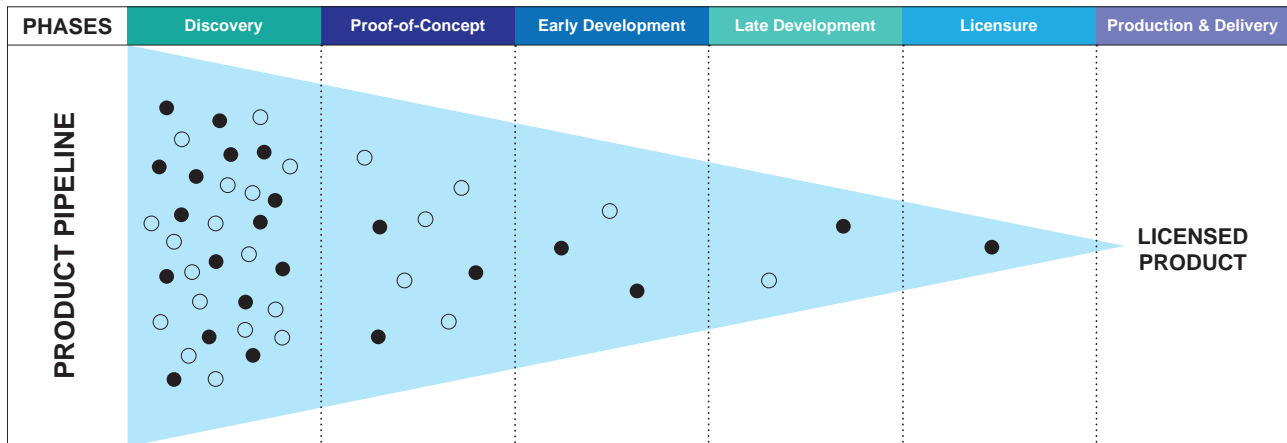 PHASES
Discovery
Proof-of-Concept
Early Development
Late Development
Licensure
Production & Delivery
PRODUCT PIPELINE
LICENSED
PRODUCT